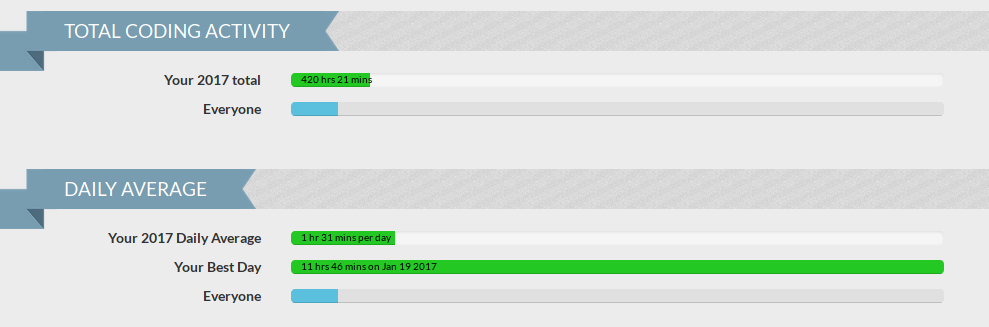 TOTAL CODING ACTIVITY
Your 2017 total 420 hrs 21 mins
Everyone
DAILY AVERAGE
Your 2017 Daily Average 1 hr 31 mins per day
Your Best Day 11 hrs 46 mins on Jan 19 2017
Everyone